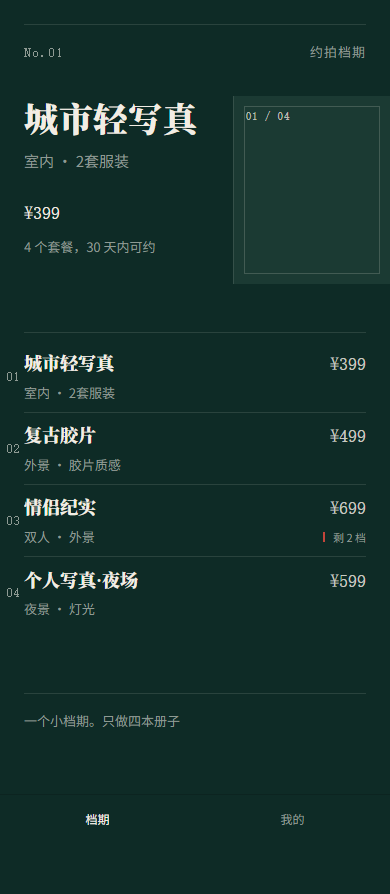 No.01
约拍档期
城市轻写真
01 / 04
室内 · 2套服装
¥399
4 个套餐，30 天内可约
01
城市轻写真
¥399
室内 · 2套服装
02
复古胶片
¥499
外景 · 胶片质感
03
情侣纪实
¥699
双人 · 外景
剩 2 档
04
个人写真·夜场
¥599
夜景 · 灯光
一个小档期。只做四本册子
档期
我的